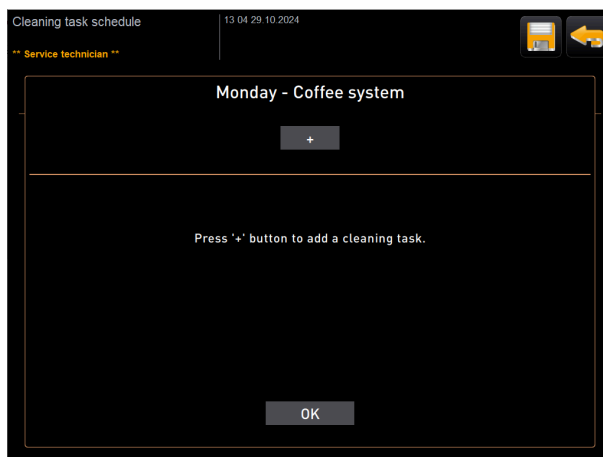 Cleaning task schedule
13 04 29.10.2024
** Service technician **
Monday - Coffee system
+
Press '+' button to add a cleaning task.
OK